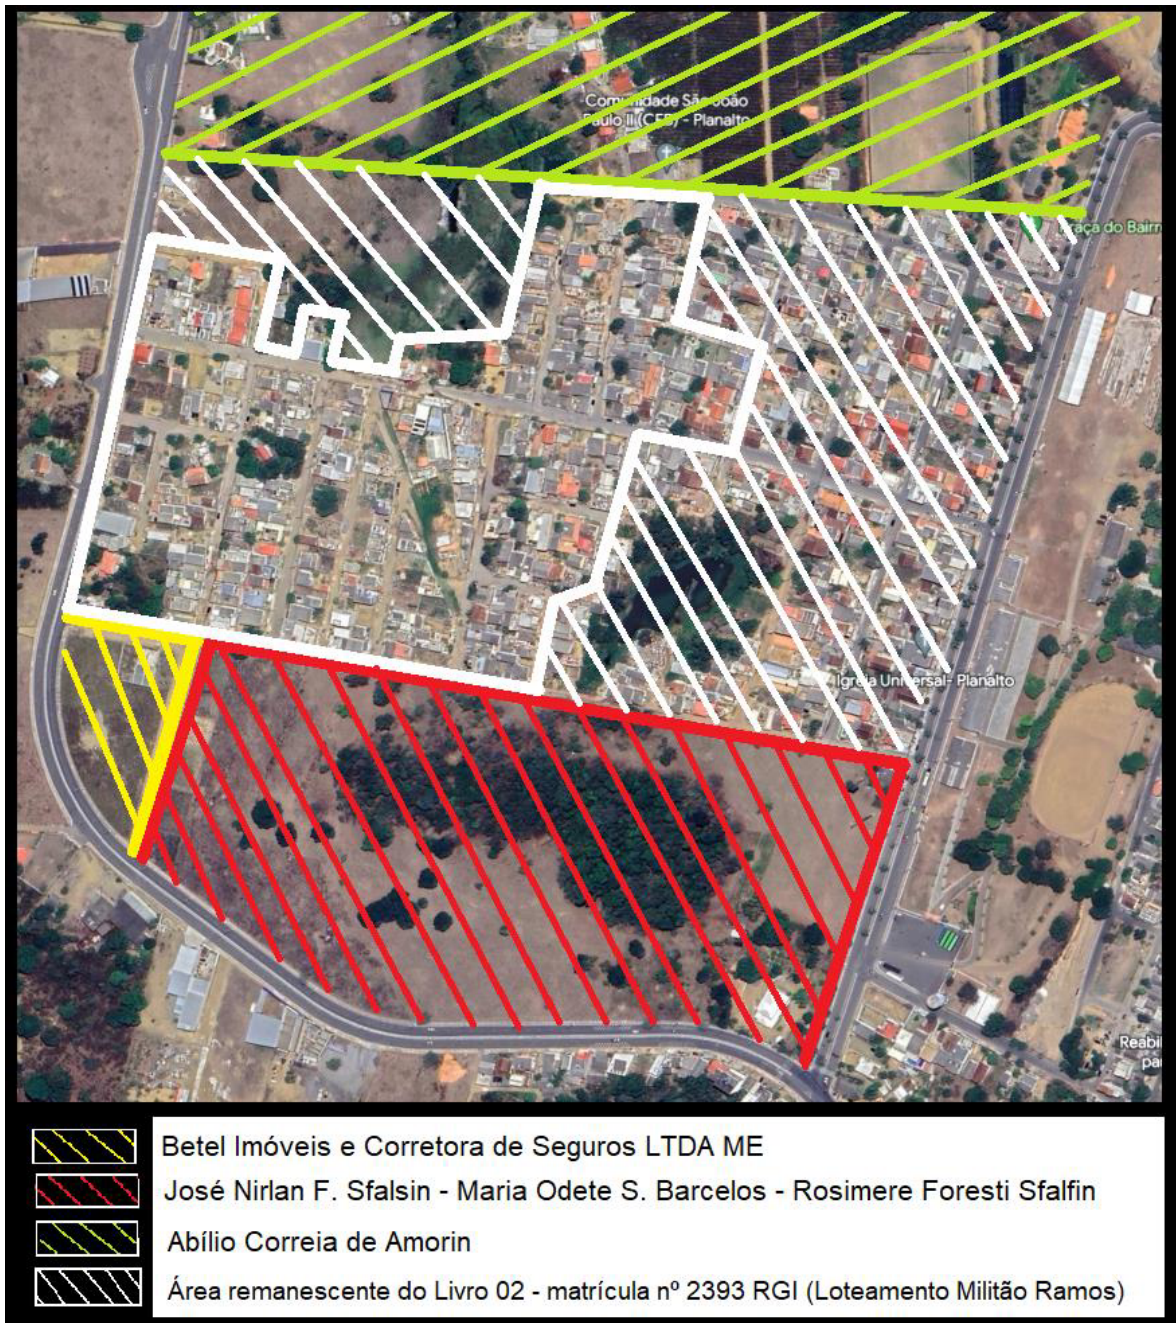 Comunidade São João
Paulo II (CEB) - Planalto
Praça do Bairro
Igreja Universal- Planalto
Reabil
pa
Betel Imóveis e Corretora de Seguros LTDA ME
José Nirlan F. Sfalsin - Maria Odete S. Barcelos - Rosimere Foresti Sfalfin
Abílio Correia de Amorin
Área remanescente do Livro 02 - matrícula nº 2393 RGI (Loteamento Militão Ramos)